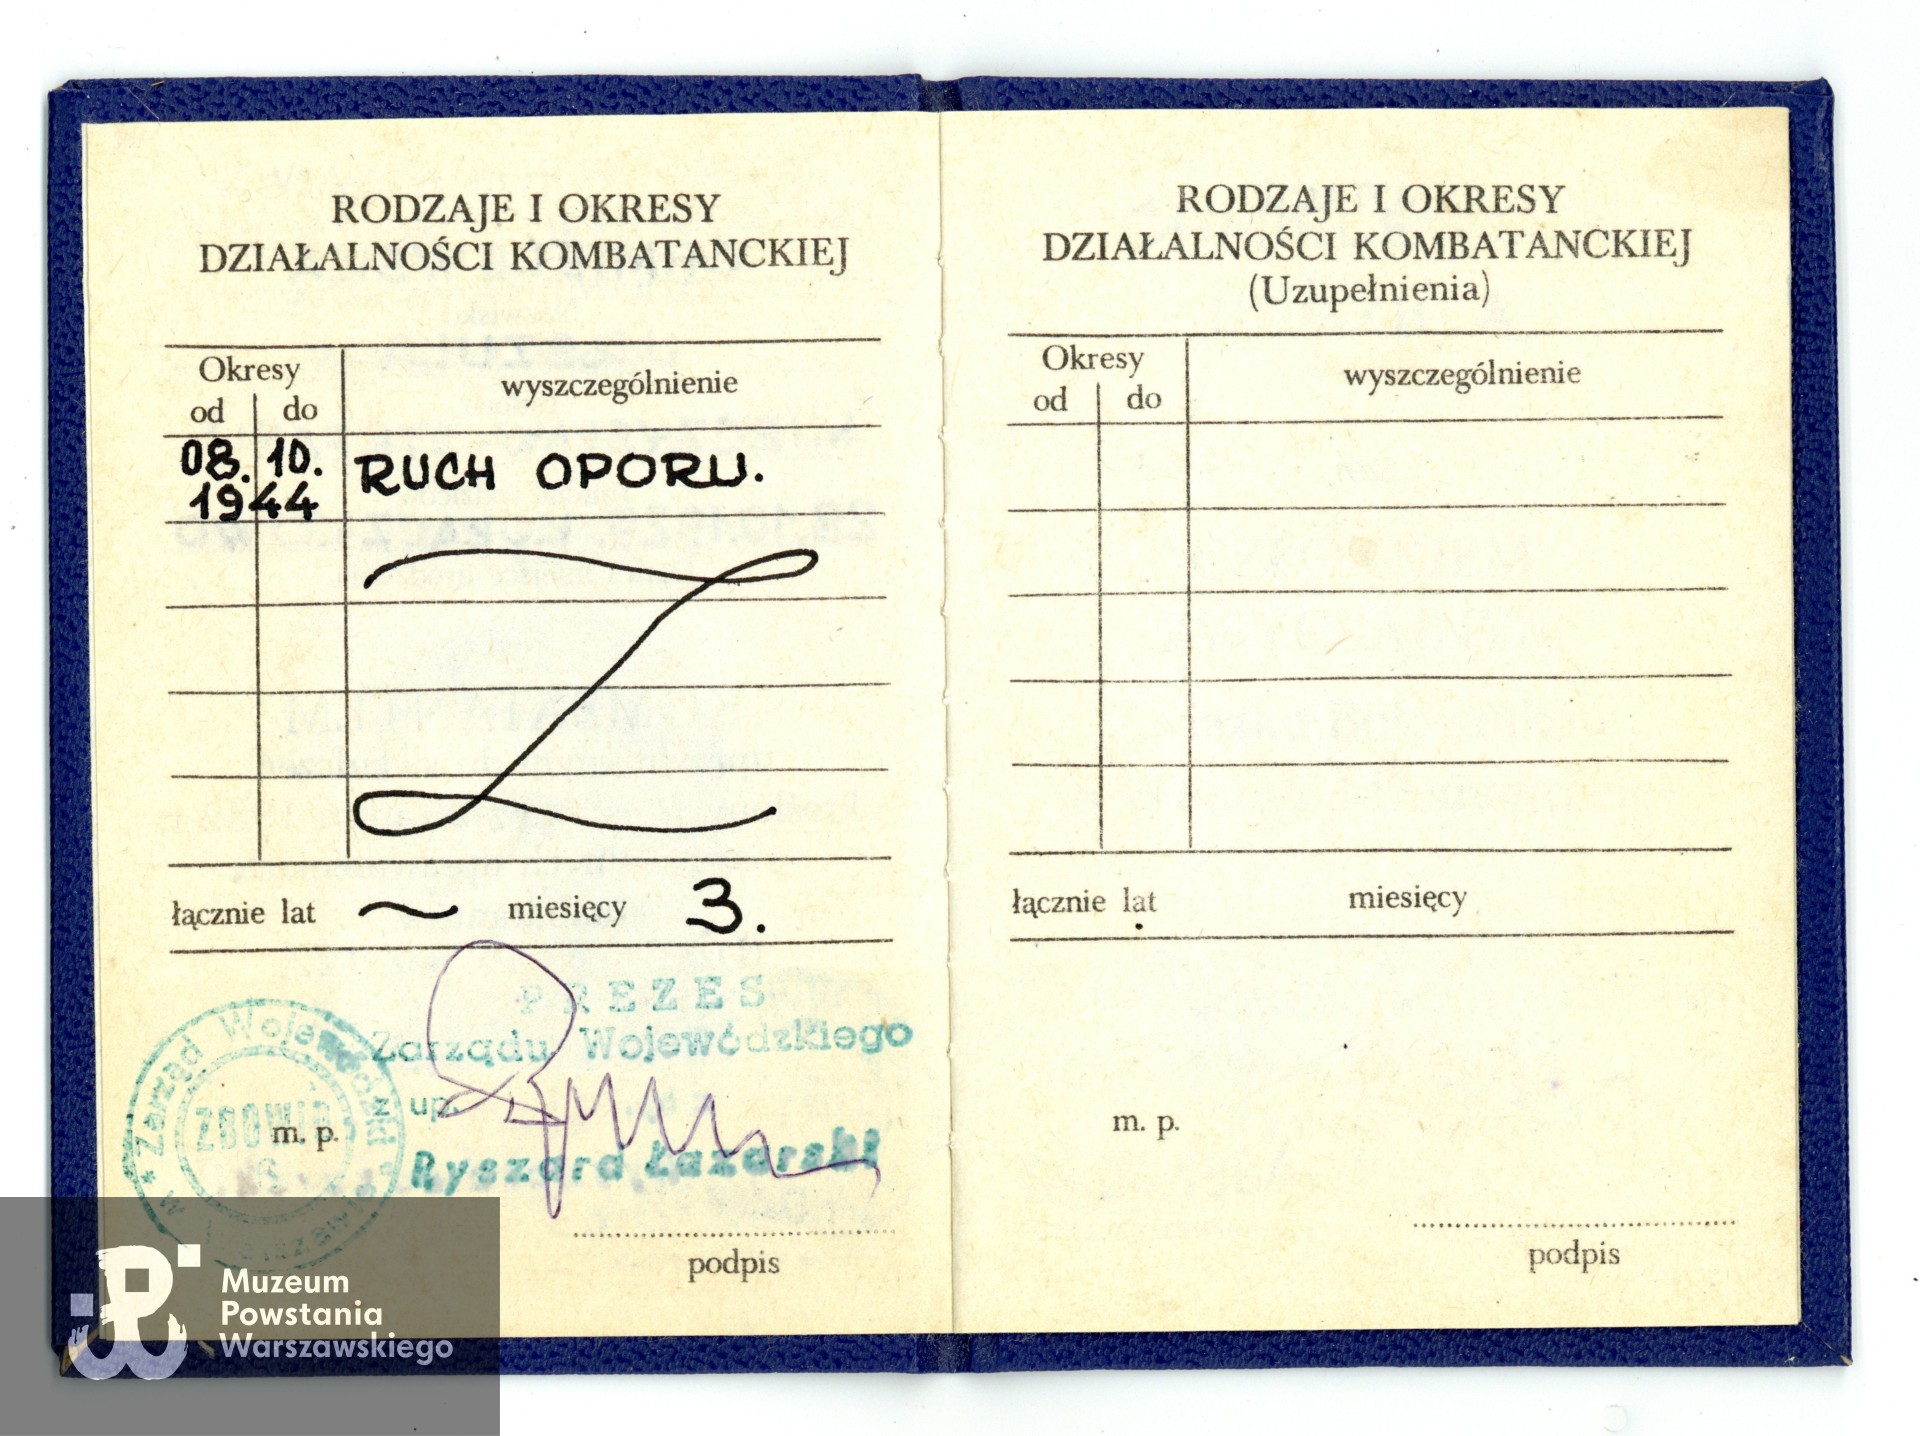 RODZAJE I OKRESY
DZIAŁALNOŚCI KOMBATANCKIEJ
Okresy
od do
wyszczególnienie
08. 10.
1944
RUCH OPORU.
łącznie lat ~ miesięcy 3.
PREZES
Zarządu Wojewódzkiego
z up.
Ryszard Łazarski
Zarząd Wojewódzki
ZBOWiD
m. p.
podpis
RODZAJE I OKRESY
DZIAŁALNOŚCI KOMBATANCKIEJ
(Uzupełnienia)
Okresy
od do
wyszczególnienie
łącznie lat miesięcy
m. p.
podpis
Muzeum
Powstania
Warszawskiego